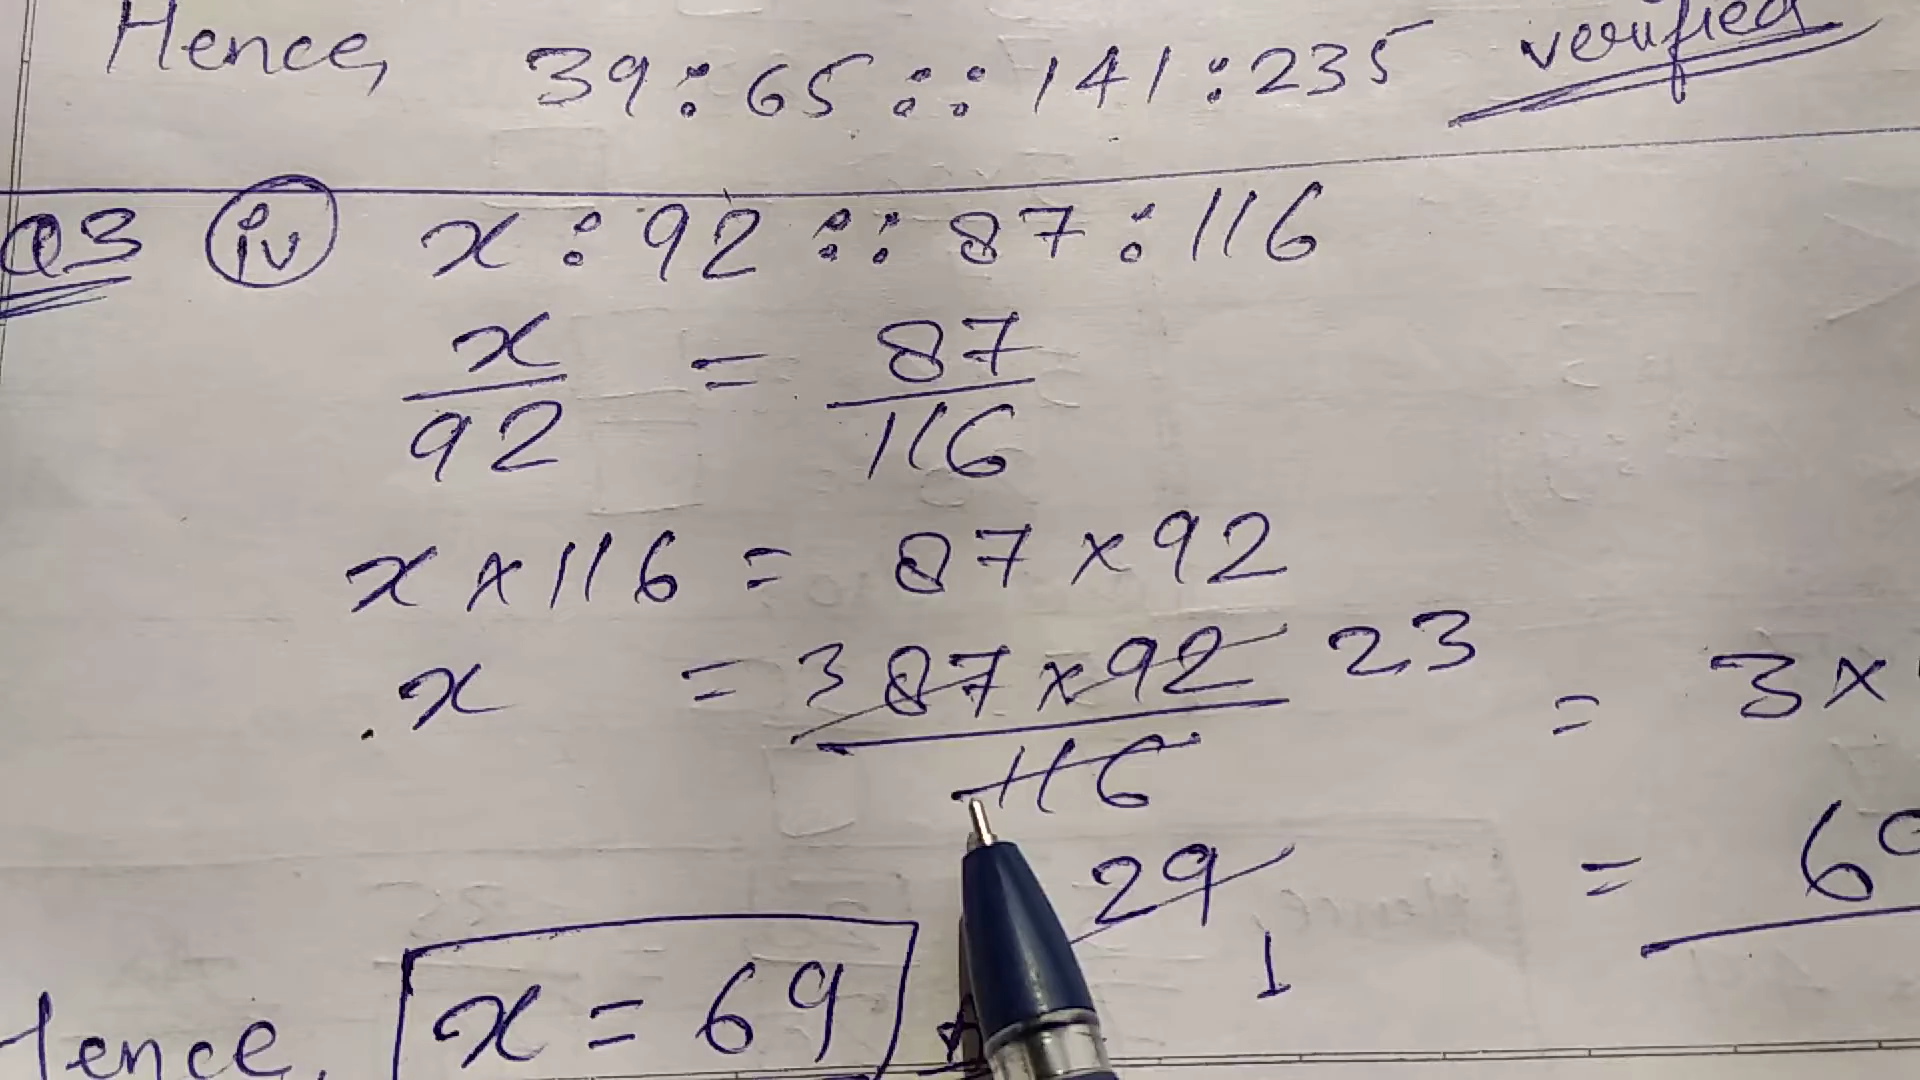 Hence, 39 : 65 :: 141 : 235 verified
Q3 (iv) x : 92 :: 87 : 116
x/92 = 87/116
x × 116 = 87 × 92
x = 3 87 × 92 23 / 116 = 3 ×
29 1
= 69
Hence, x = 69